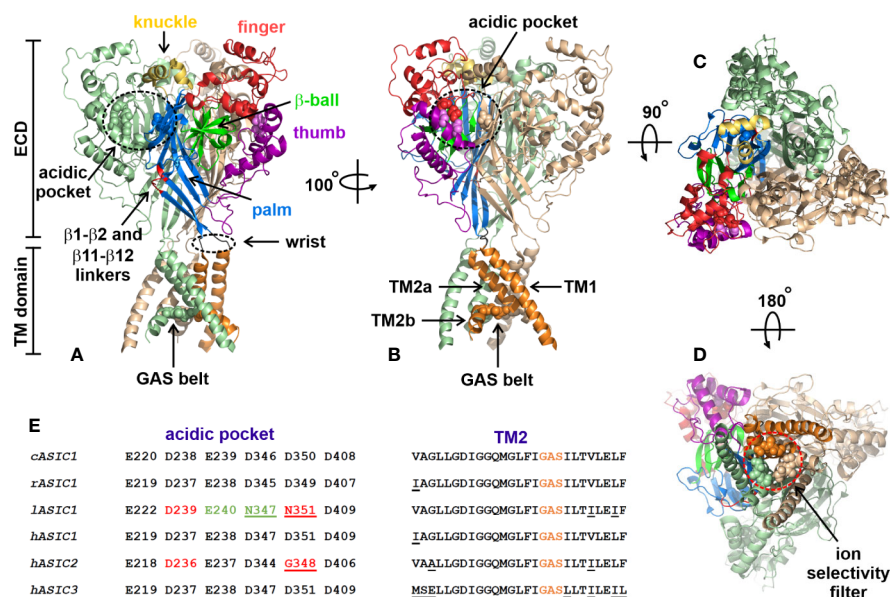 knuckle
finger
acidic pocket
β-ball
thumb
ECD
acidic pocket
palm
100°
90°
β1-β2 and β11-β12 linkers
wrist
TM domain
TM2a
TM1
TM2b
A
GAS belt
B
GAS belt
C
180°
D
ion selectivity filter
E
acidic pocket
TM2
cASIC1 E220 D238 E239 D346 D350 D408 VAGLLGDIGGQMGLFIGASILTVLELF
rASIC1 E219 D237 E238 D345 D349 D407 IAGLLGDIGGQMGLFIGASILTVLELF
lASIC1 E222 D239 E240 N347 N351 D409 VAGLLGDIGGQMGLFIGASILTILEIF
hASIC1 E219 D237 E238 D347 D351 D409 IAGLLGDIGGQMGLFIGASILTVLELF
hASIC2 E218 D236 E237 D344 G348 D406 VAALLGDIGGQMGLFIGASILTILELF
hASIC3 E219 D237 E238 D347 D351 D409 MSELLGDIGGQMGLFIGASLLTILEIL